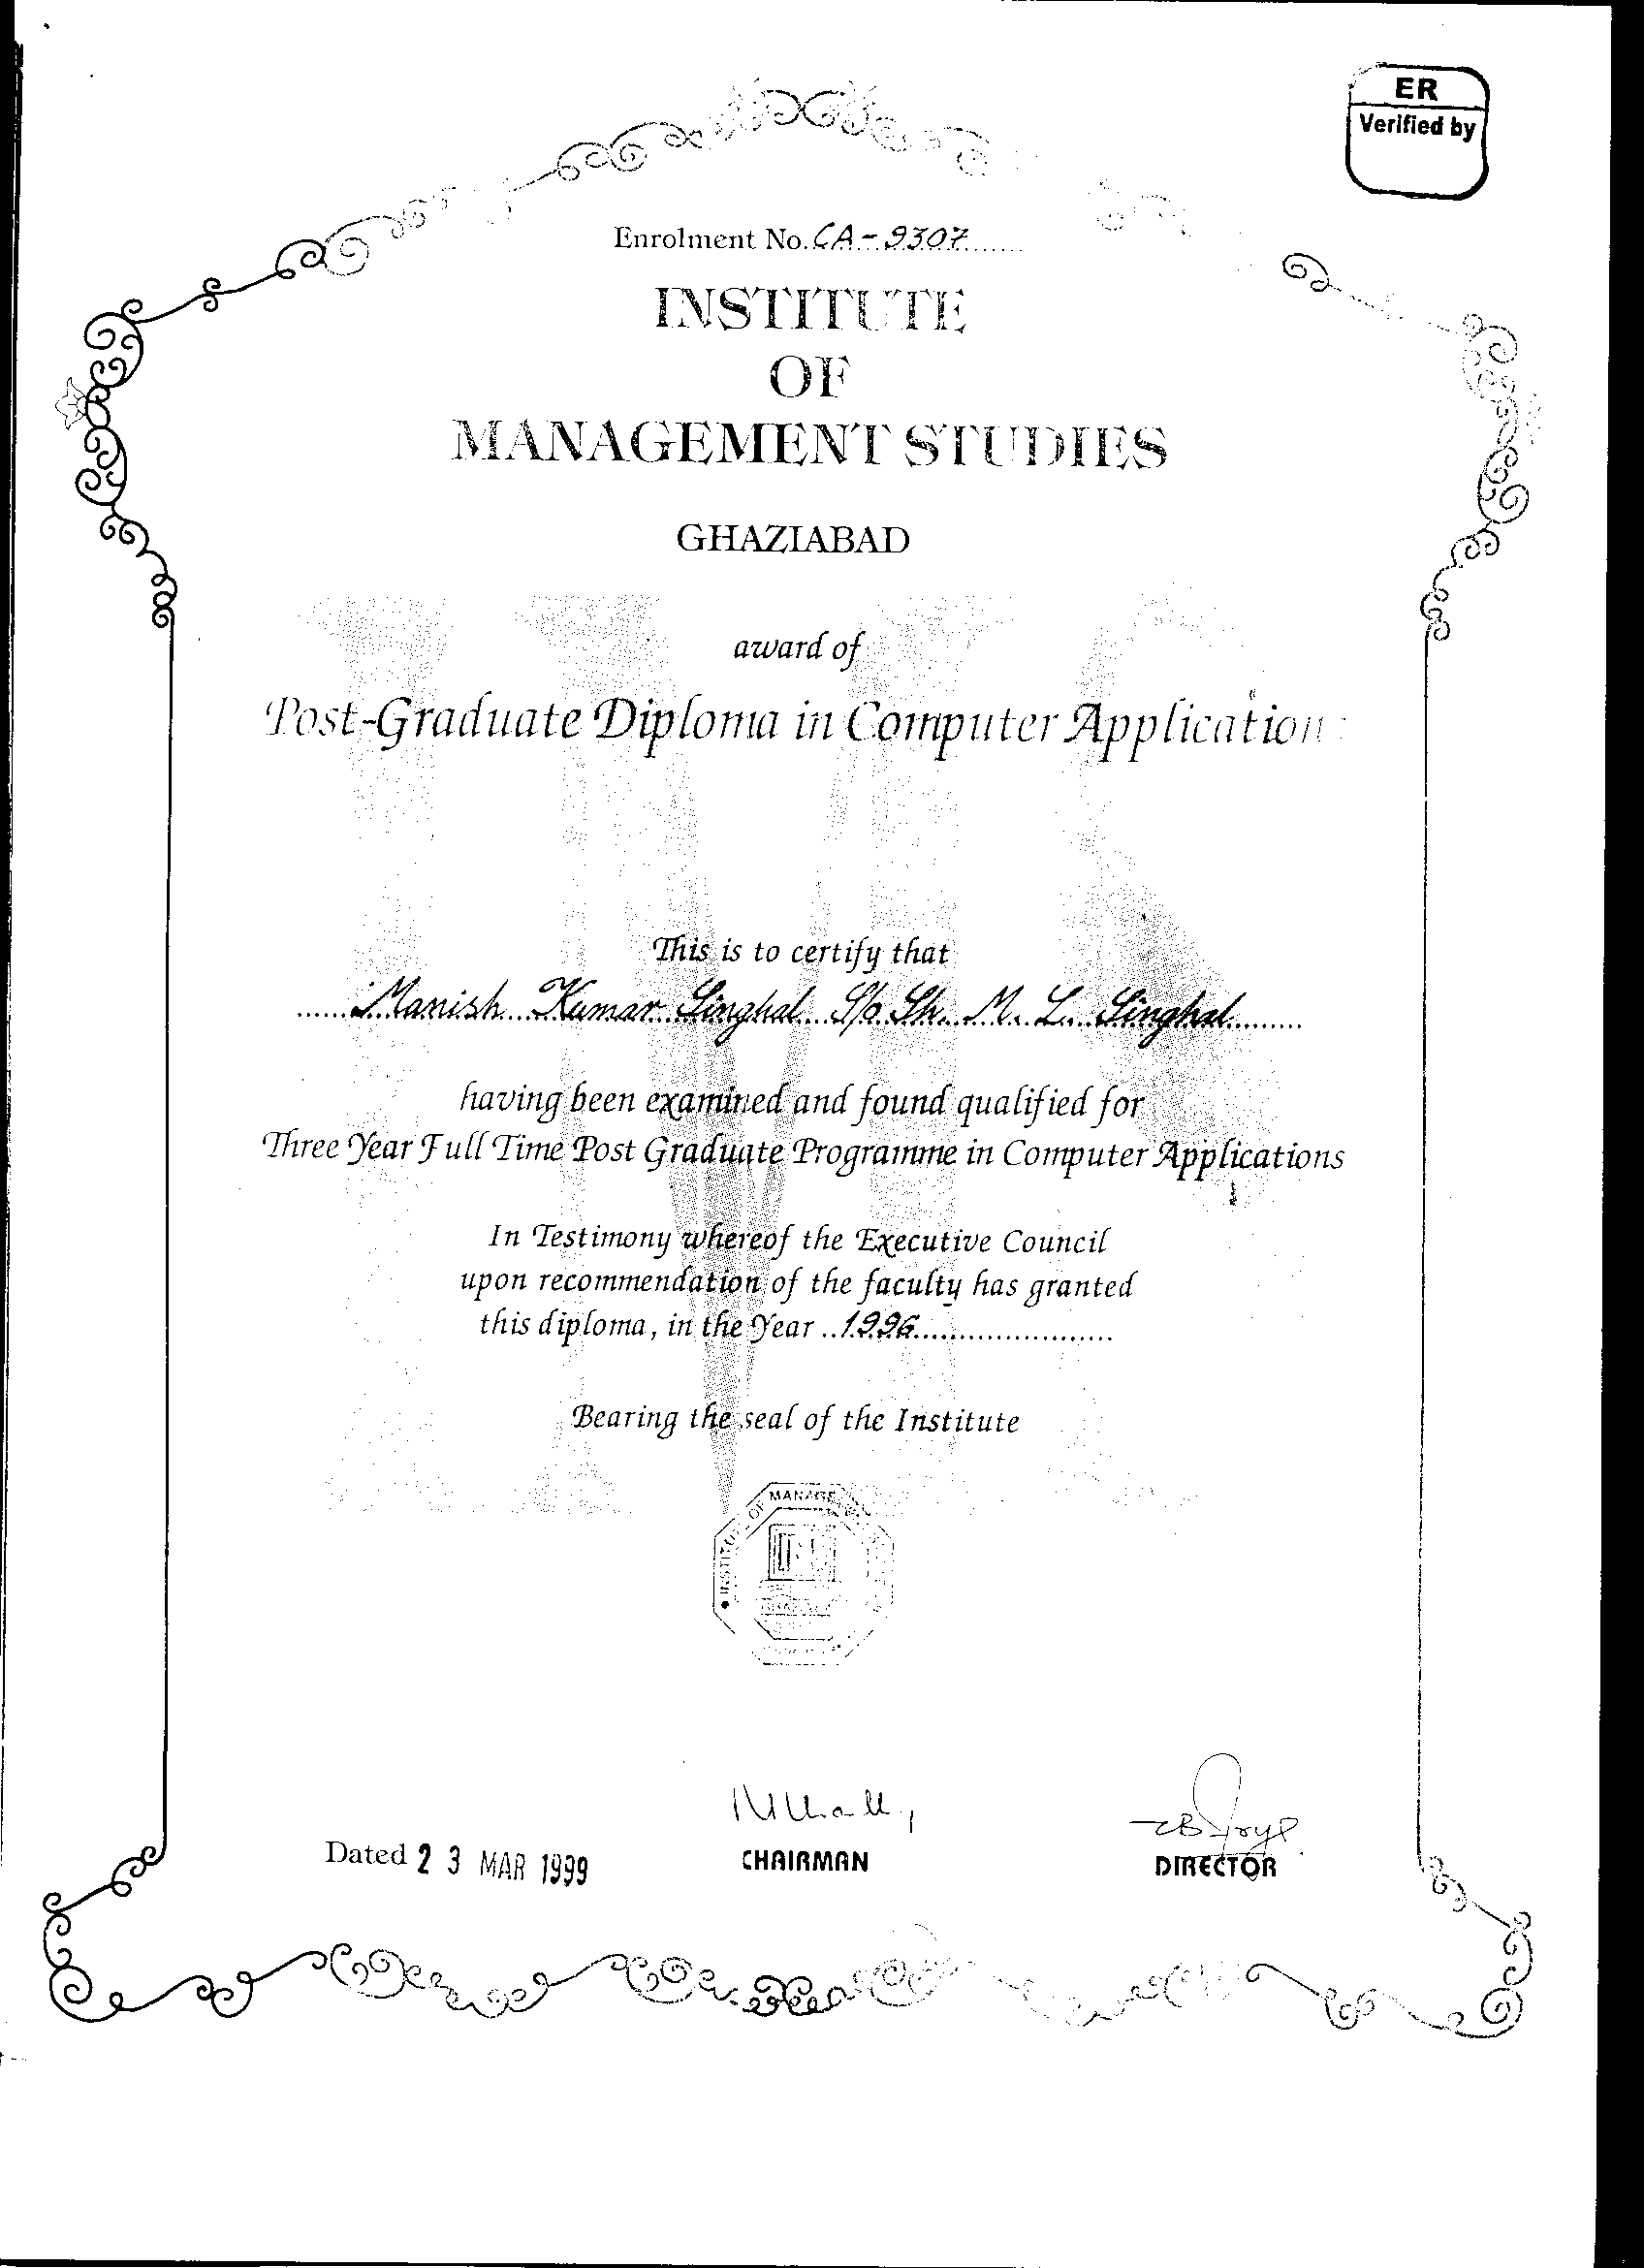 ER
Verified by
Enrolment No. CA-9307
INSTITUTE
OF
MANAGEMENT STUDIES
GHAZIABAD
award of
Post-Graduate Diploma in Computer Application
This is to certify that
Manish Kumar Singhal S/o Sh. M. L. Singhal
having been examined and found qualified for
Three Year Full Time Post Graduate Programme in Computer Applications
In Testimony whereof the Executive Council
upon recommendation of the faculty has granted
this diploma, in the Year 1996
Bearing the seal of the Institute
Dated 23 MAR 1999
CHAIRMAN
DIRECTOR